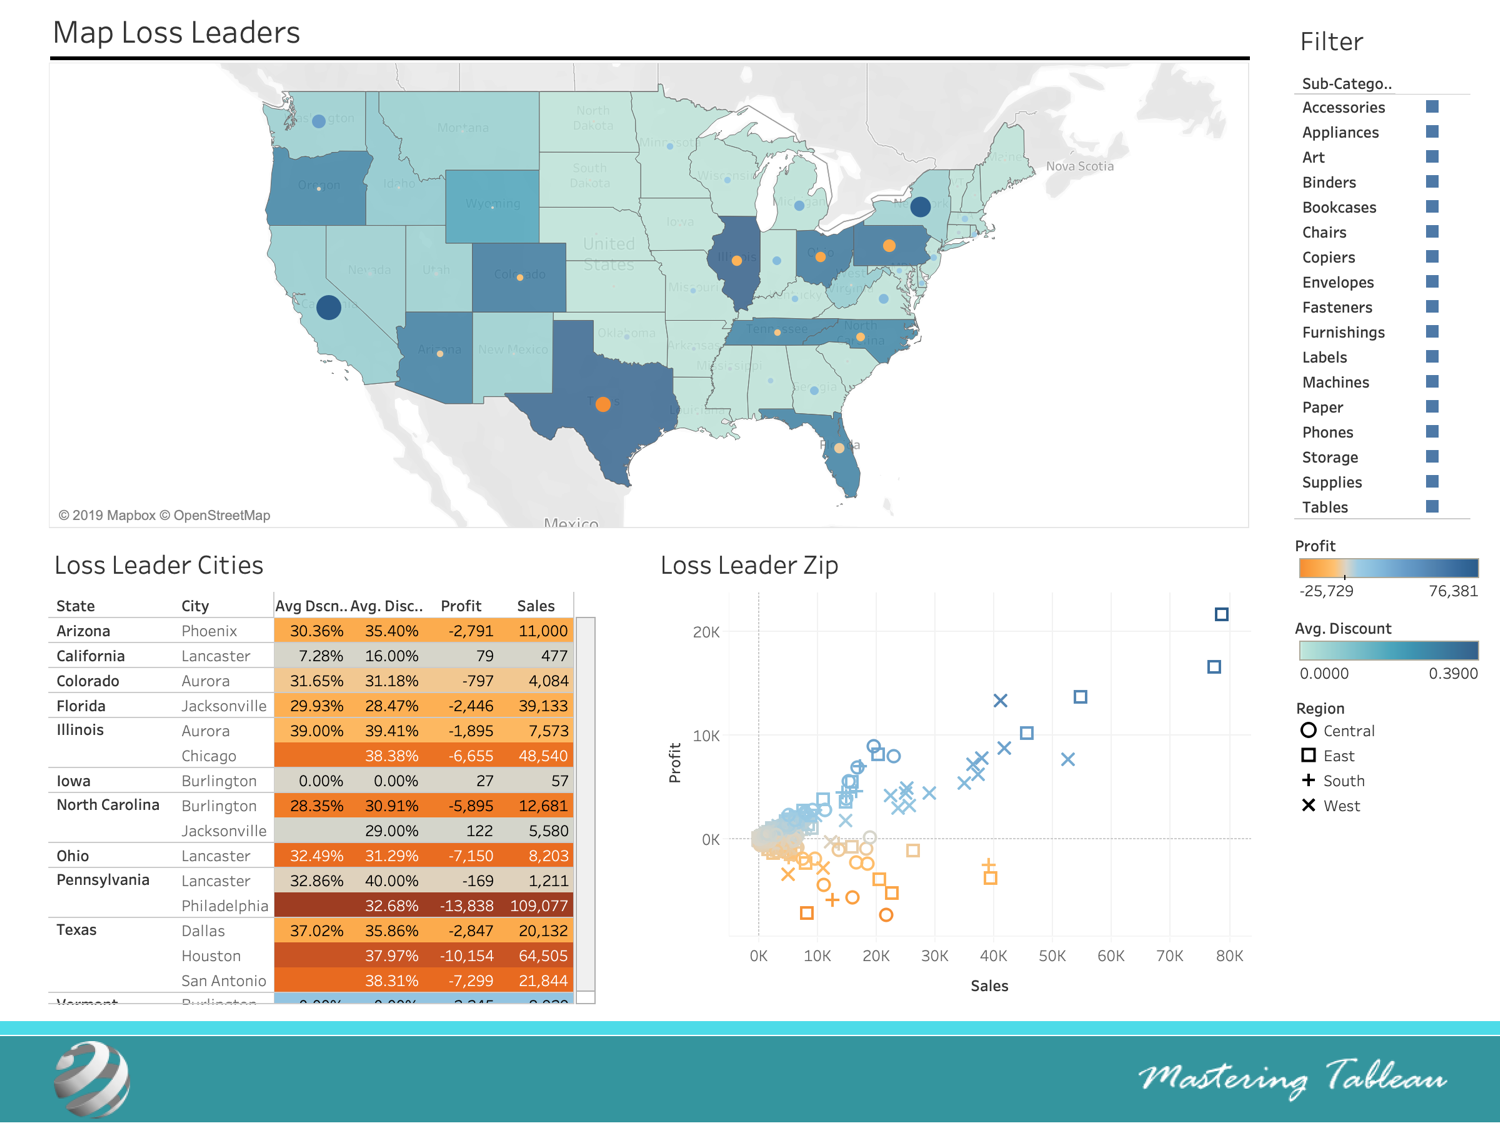 Map Loss Leaders
Filter
Sub-Catego..
Accessories
Appliances
Art
Binders
Bookcases
Chairs
Copiers
Envelopes
Fasteners
Furnishings
Labels
Machines
Paper
Phones
Storage
Supplies
Tables
Montana
North
Dakota
South
Dakota
Oregon
Idaho
Wyoming
Iowa
Nova Scotia
United
States
Nevada
Utah
Colorado
Arizona
New Mexico
Oklahoma
Tennessee
North
Carolina
Mississippi
Georgia
Mexico
© 2019 Mapbox © OpenStreetMap
Profit
-25,729 76,381
Avg. Discount
0.0000 0.3900
Region
Central
East
South
West
Loss Leader Cities
State City Avg Dscn.. Avg. Disc.. Profit Sales
Arizona Phoenix 30.36% 35.40% -2,791 11,000
California Lancaster 7.28% 16.00% 79 477
Colorado Aurora 31.65% 31.18% -797 4,084
Florida Jacksonville 29.93% 28.47% -2,446 39,133
Illinois Aurora 39.00% 39.41% -1,895 7,573
Chicago 38.38% -6,655 48,540
Iowa Burlington 0.00% 0.00% 27 57
North Carolina Burlington 28.35% 30.91% -5,895 12,681
Jacksonville 29.00% 122 5,580
Ohio Lancaster 32.49% 31.29% -7,150 8,203
Pennsylvania Lancaster 32.86% 40.00% -169 1,211
Philadelphia 32.68% -13,838 109,077
Texas Dallas 37.02% 35.86% -2,847 20,132
Houston 37.97% -10,154 64,505
San Antonio 38.31% -7,299 21,844
Vermont Burlington
Loss Leader Zip
Profit
20K
10K
0K
0K 10K 20K 30K 40K 50K 60K 70K 80K
Sales
Mastering Tableau